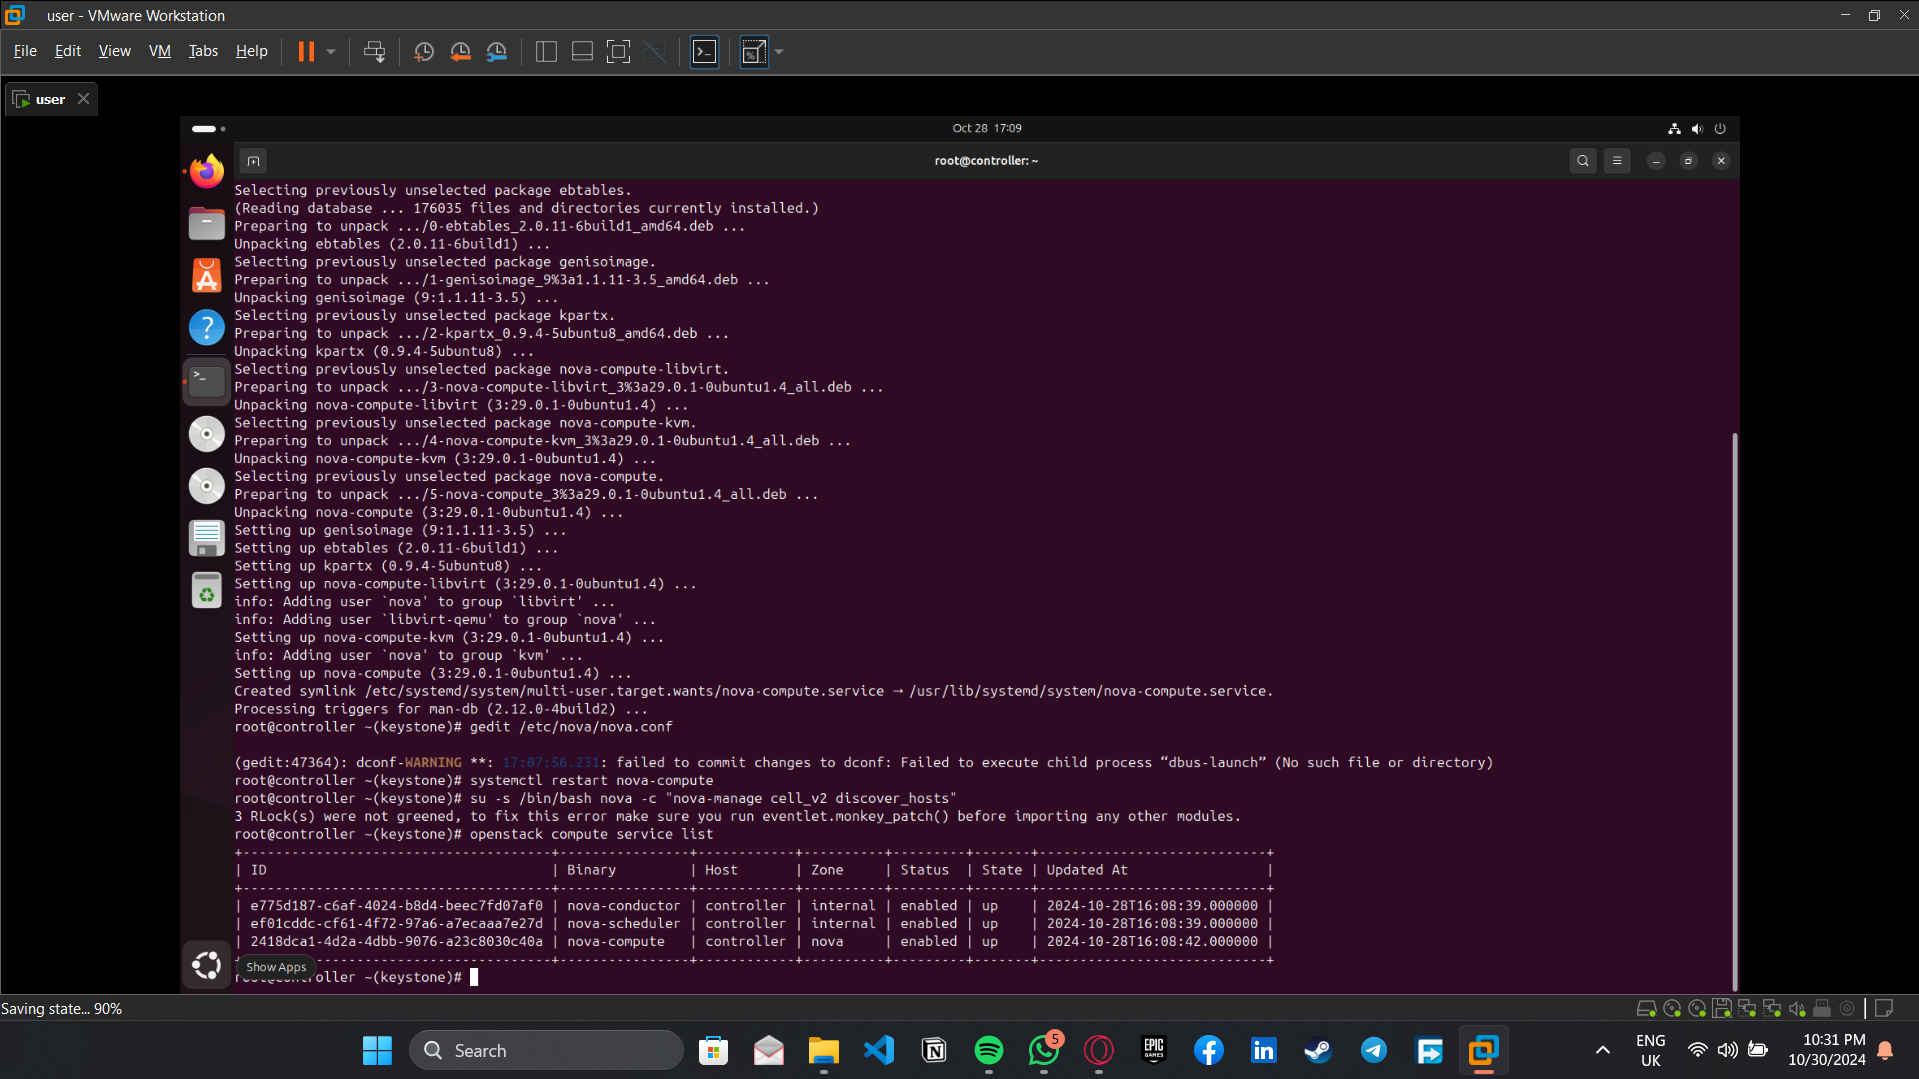 user - VMware Workstation
File Edit View VM Tabs Help
user
Oct 28 17:09
root@controller: ~
Selecting previously unselected package ebtables.
(Reading database ... 176035 files and directories currently installed.)
Preparing to unpack .../0-ebtables_2.0.11-6build1_amd64.deb ...
Unpacking ebtables (2.0.11-6build1) ...
Selecting previously unselected package genisoimage.
Preparing to unpack .../1-genisoimage_9%3a1.1.11-3.5_amd64.deb ...
Unpacking genisoimage (9:1.1.11-3.5) ...
Selecting previously unselected package kpartx.
Preparing to unpack .../2-kpartx_0.9.4-5ubuntu8_amd64.deb ...
Unpacking kpartx (0.9.4-5ubuntu8) ...
Selecting previously unselected package nova-compute-libvirt.
Preparing to unpack .../3-nova-compute-libvirt_3%3a29.0.1-0ubuntu1.4_all.deb ...
Unpacking nova-compute-libvirt (3:29.0.1-0ubuntu1.4) ...
Selecting previously unselected package nova-compute-kvm.
Preparing to unpack .../4-nova-compute-kvm_3%3a29.0.1-0ubuntu1.4_all.deb ...
Unpacking nova-compute-kvm (3:29.0.1-0ubuntu1.4) ...
Selecting previously unselected package nova-compute.
Preparing to unpack .../5-nova-compute_3%3a29.0.1-0ubuntu1.4_all.deb ...
Unpacking nova-compute (3:29.0.1-0ubuntu1.4) ...
Setting up genisoimage (9:1.1.11-3.5) ...
Setting up ebtables (2.0.11-6build1) ...
Setting up kpartx (0.9.4-5ubuntu8) ...
Setting up nova-compute-libvirt (3:29.0.1-0ubuntu1.4) ...
info: Adding user `nova' to group `libvirt' ...
info: Adding user `libvirt-qemu' to group `nova' ...
Setting up nova-compute-kvm (3:29.0.1-0ubuntu1.4) ...
info: Adding user `nova' to group `kvm' ...
Setting up nova-compute (3:29.0.1-0ubuntu1.4) ...
Created symlink /etc/systemd/system/multi-user.target.wants/nova-compute.service → /usr/lib/systemd/system/nova-compute.service.
Processing triggers for man-db (2.12.0-4build2) ...
root@controller ~(keystone)# gedit /etc/nova/nova.conf
(gedit:47364): dconf-WARNING **: 17:07:56.231: failed to commit changes to dconf: Failed to execute child process “dbus-launch” (No such file or directory)
root@controller ~(keystone)# systemctl restart nova-compute
root@controller ~(keystone)# su -s /bin/bash nova -c "nova-manage cell_v2 discover_hosts"
3 RLock(s) were not greened, to fix this error make sure you run eventlet.monkey_patch() before importing any other modules.
root@controller ~(keystone)# openstack compute service list
| ID | Binary | Host | Zone | Status | State | Updated At |
| e775d187-c6af-4024-b8d4-beec7fd07af0 | nova-conductor | controller | internal | enabled | up | 2024-10-28T16:08:39.000000 |
| ef01cddc-cf61-4f72-97a6-a7ecaaa7e27d | nova-scheduler | controller | internal | enabled | up | 2024-10-28T16:08:39.000000 |
| 2418dca1-4d2a-4dbb-9076-a23c8030c40a | nova-compute | controller | nova | enabled | up | 2024-10-28T16:08:42.000000 |
Show Apps
root@controller ~(keystone)#
Saving state... 90%
Search
5
EPIC GAMES
ENG
UK
10:31 PM
10/30/2024